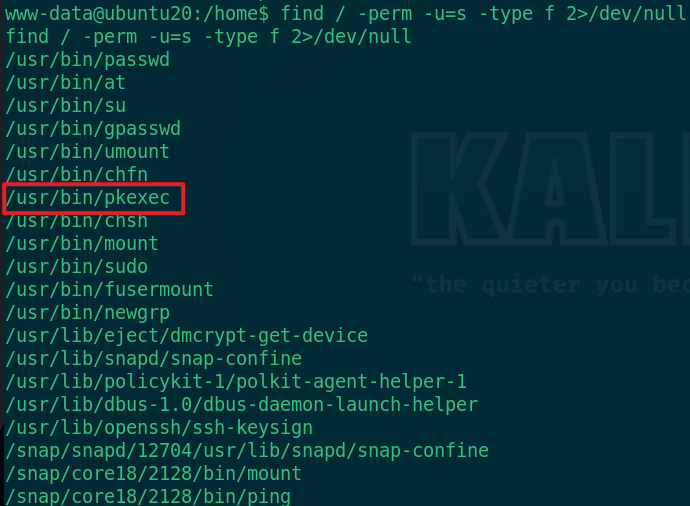 www-data@ubuntu20:/home$ find / -perm -u=s -type f 2>/dev/null
find / -perm -u=s -type f 2>/dev/null
/usr/bin/passwd
/usr/bin/at
/usr/bin/su
/usr/bin/gpasswd
/usr/bin/umount
/usr/bin/chfn
/usr/bin/pkexec
/usr/bin/chsh
/usr/bin/mount
/usr/bin/sudo
/usr/bin/fusermount
/usr/bin/newgrp
/usr/lib/eject/dmcrypt-get-device
/usr/lib/snapd/snap-confine
/usr/lib/policykit-1/polkit-agent-helper-1
/usr/lib/dbus-1.0/dbus-daemon-launch-helper
/usr/lib/openssh/ssh-keysign
/snap/snapd/12704/usr/lib/snapd/snap-confine
/snap/core18/2128/bin/mount
/snap/core18/2128/bin/ping
KAL
“the quieter you bec